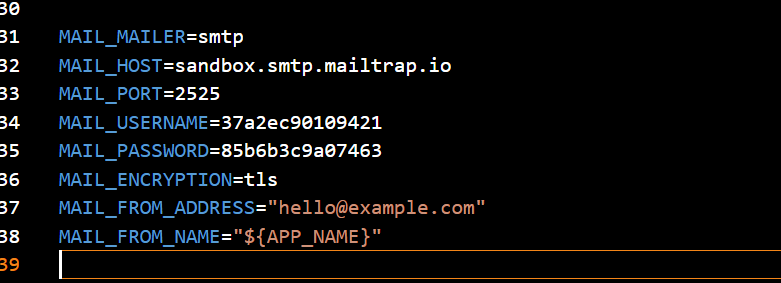 30
31 MAIL_MAILER=smtp
32 MAIL_HOST=sandbox.smtp.mailtrap.io
33 MAIL_PORT=2525
34 MAIL_USERNAME=37a2ec90109421
35 MAIL_PASSWORD=85b6b3c9a07463
36 MAIL_ENCRYPTION=tls
37 MAIL_FROM_ADDRESS="hello@example.com"
38 MAIL_FROM_NAME="${APP_NAME}"
39